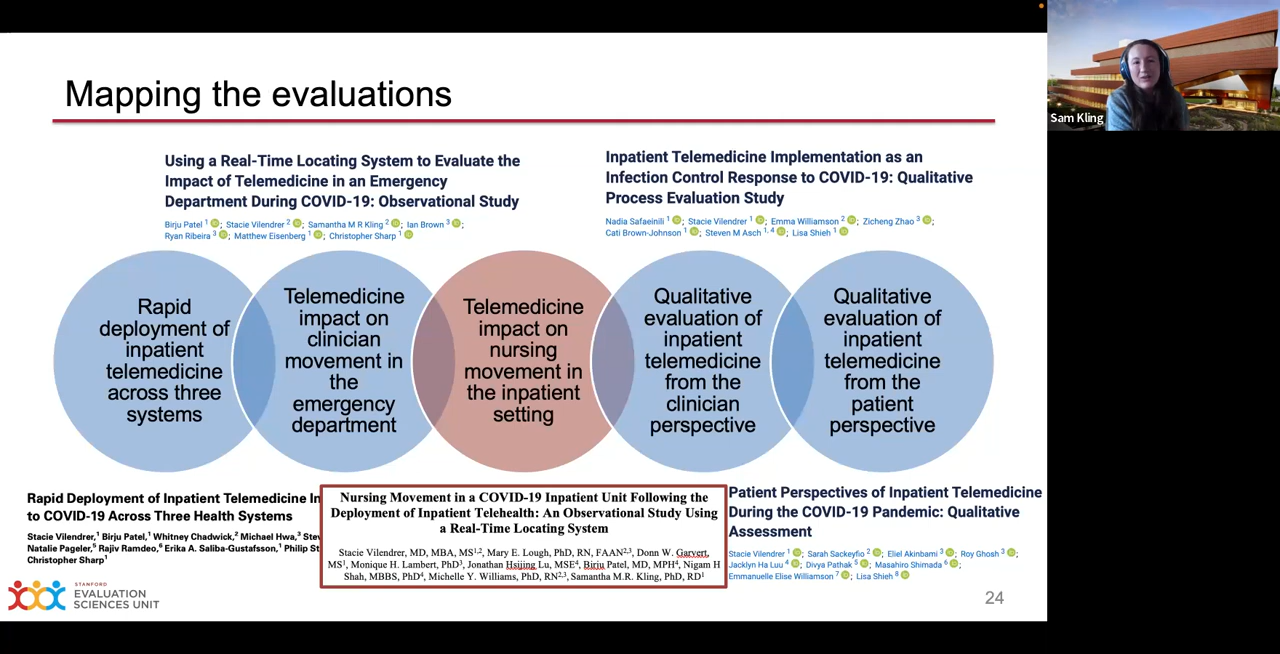 Mapping the evaluations
Sam Kling
Using a Real-Time Locating System to Evaluate the
Impact of Telemedicine in an Emergency
Department During COVID-19: Observational Study
Birju Patel 1 ; Stacie Vilendrer 2 ; Samantha M R Kling 2 ; Ian Brown 3 ;
Ryan Ribeira 3 ; Matthew Eisenberg 1 ; Christopher Sharp 1
Inpatient Telemedicine Implementation as an
Infection Control Response to COVID-19: Qualitative
Process Evaluation Study
Nadia Safaeinili 1 ; Stacie Vilendrer 1 ; Emma Williamson 2 ; Zicheng Zhao 3 ;
Cati Brown-Johnson 1 ; Steven M Asch 1, 4 ; Lisa Shieh 1
Rapid
deployment of
inpatient
telemedicine
across three
systems
Telemedicine
impact on
clinician
movement in
the
emergency
department
Telemedicine
impact on
nursing
movement in
the inpatient
setting
Qualitative
evaluation of
inpatient
telemedicine
from the
clinician
perspective
Qualitative
evaluation of
inpatient
telemedicine
from the
patient
perspective
Rapid Deployment of Inpatient Telemedicine In
to COVID-19 Across Three Health Systems
Stacie Vilendrer,1 Birju Patel,1 Whitney Chadwick,2 Michael Hwa,3 Stev
Natalie Pageler,5 Rajiv Ramdeo,6 Erika A. Saliba-Gustafsson,1 Philip St
Christopher Sharp1
Nursing Movement in a COVID-19 Inpatient Unit Following the
Deployment of Inpatient Telehealth: An Observational Study Using
a Real-Time Locating System
Stacie Vilendrer, MD, MBA, MS1,2, Mary E. Lough, PhD, RN, FAAN2,3, Donn W. Garvert,
MS1, Monique H. Lambert, PhD3, Jonathan Hsijing Lu, MSE4, Birju Patel, MD, MPH4, Nigam H
Shah, MBBS, PhD4, Michelle Y. Williams, PhD, RN2,3, Samantha M.R. Kling, PhD, RD1
Patient Perspectives of Inpatient Telemedicine
During the COVID-19 Pandemic: Qualitative
Assessment
Stacie Vilendrer 1 ; Sarah Sackeyfio 2 ; Eliel Akinbami 3 ; Roy Ghosh 3 ;
Jacklyn Ha Luu 4 ; Divya Pathak 5 ; Masahiro Shimada 6 ;
Emmanuelle Elise Williamson 7 ; Lisa Shieh 8
STANFORD
EVALUATION
SCIENCES UNIT
24